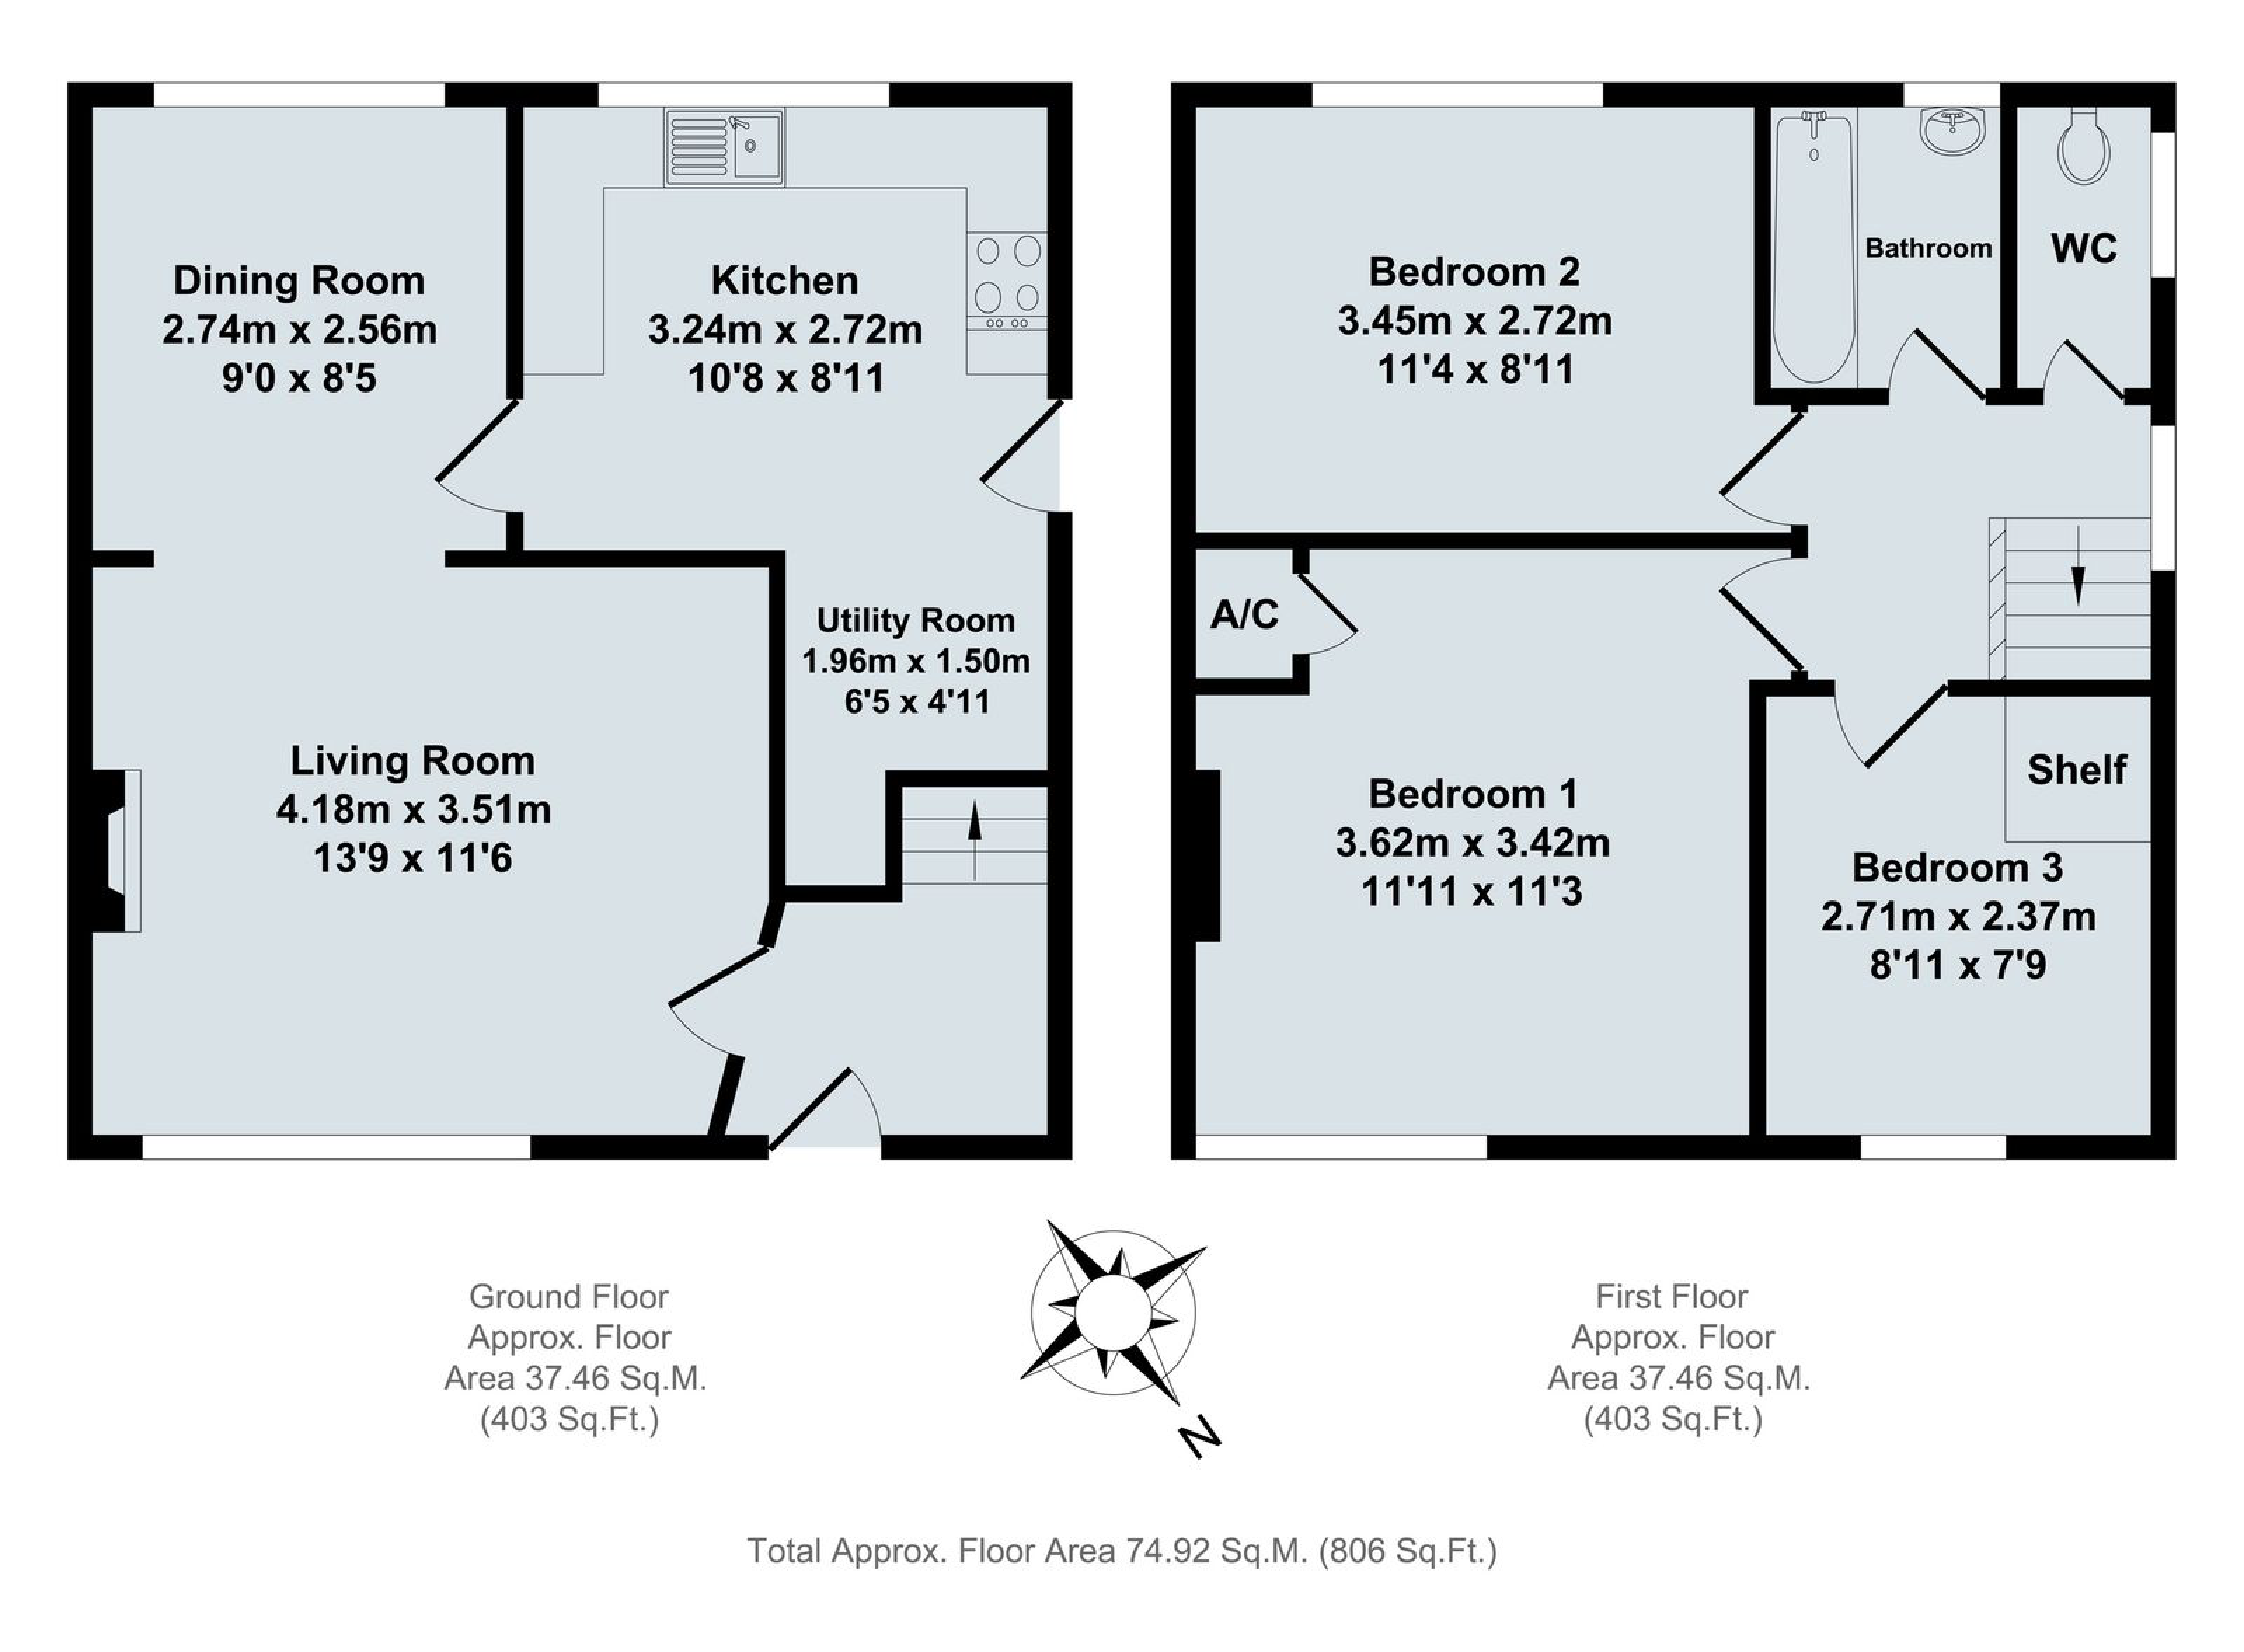 Dining Room
2.74m x 2.56m
9'0 x 8'5
Kitchen
3.24m x 2.72m
10'8 x 8'11
Utility Room
1.96m x 1.50m
6'5 x 4'11
Living Room
4.18m x 3.51m
13'9 x 11'6
Bedroom 2
3.45m x 2.72m
11'4 x 8'11
Bathroom
WC
A/C
Bedroom 1
3.62m x 3.42m
11'11 x 11'3
Shelf
Bedroom 3
2.71m x 2.37m
8'11 x 7'9
Ground Floor
Approx. Floor
Area 37.46 Sq.M.
(403 Sq.Ft.)
N
First Floor
Approx. Floor
Area 37.46 Sq.M.
(403 Sq.Ft.)
Total Approx. Floor Area 74.92 Sq.M. (806 Sq.Ft.)